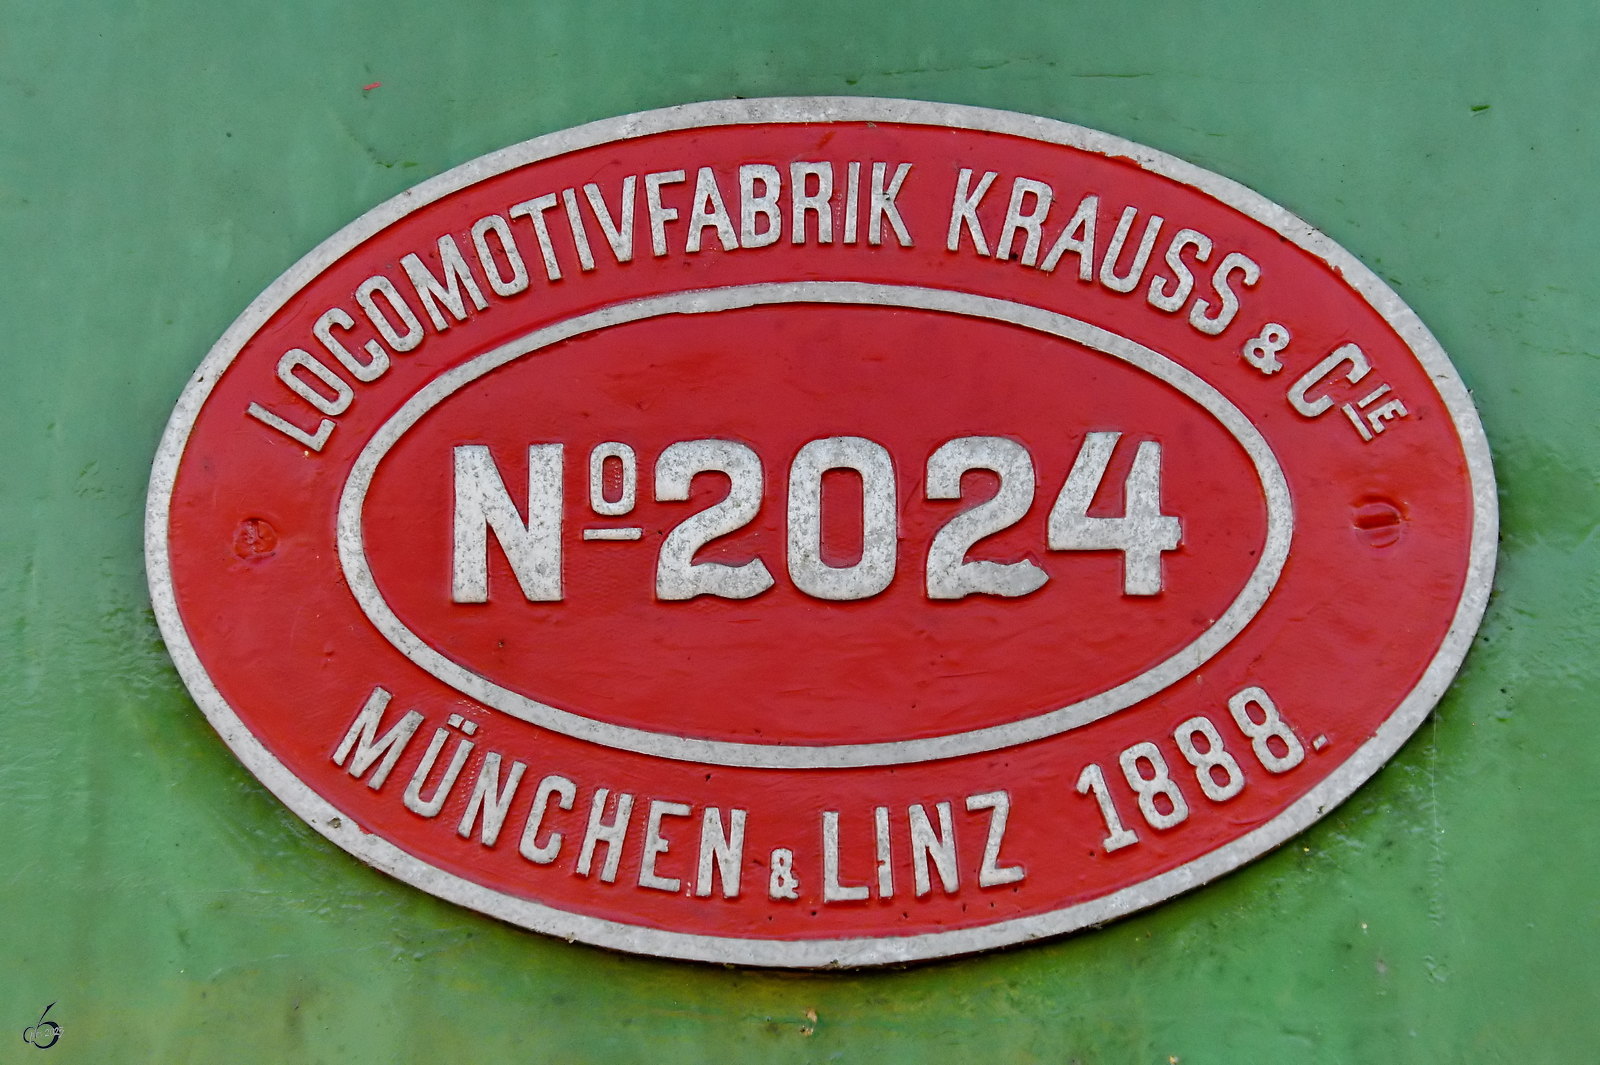 LOCOMOTIVFABRIK KRAUSS & CIE
Nº 2024
MÜNCHEN & LINZ 1888.